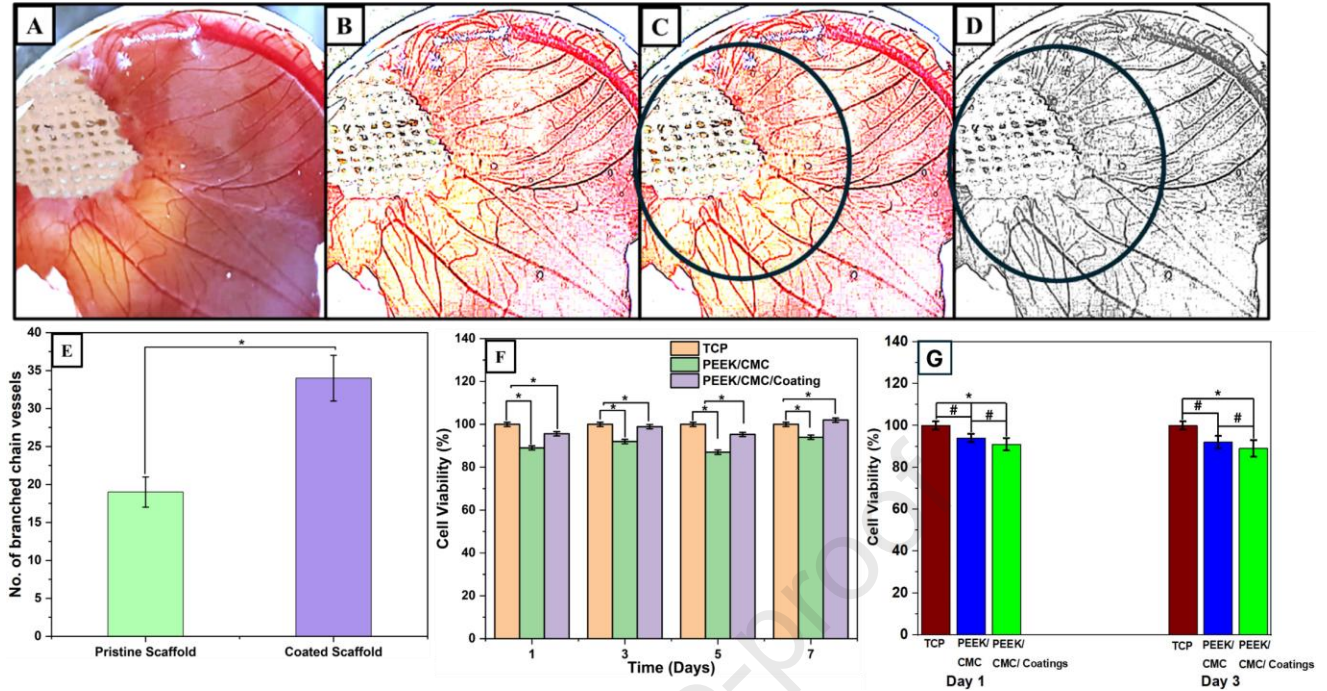 A
B
C
D
E
No. of branched chain vessels
40
35
30
25
20
15
10
5
0
*
Pristine Scaffold
Coated Scaffold
F
TCP
PEEK/CMC
PEEK/CMC/Coating
Cell Viability (%)
140
120
100
80
60
40
20
0
* *
* *
* *
* *
1
3
5
7
Time (Days)
G
Cell Viability (%)
140
120
100
80
60
40
20
0
*
# #
*
# #
TCP
PEEK/
CMC
PEEK/
CMC/ Coatings
Day 1
TCP
PEEK/
CMC
PEEK/
CMC/ Coatings
Day 3
e-proof